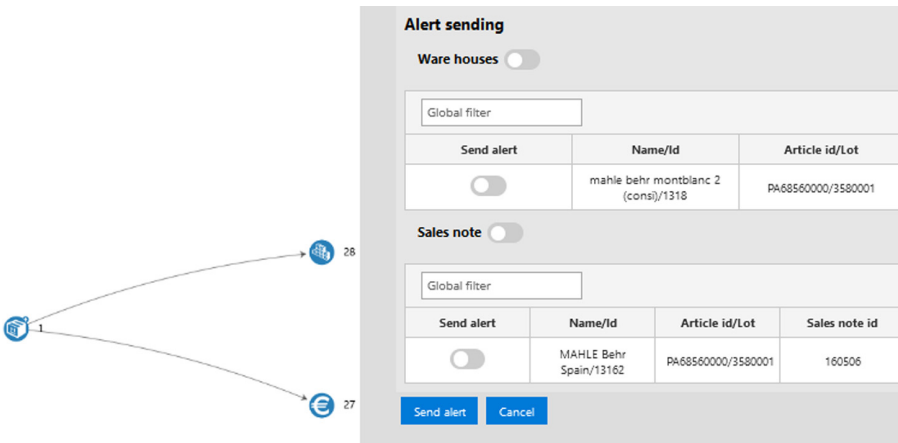 Alert sending
Ware houses
Global filter
Send alert Name/Id Article id/Lot
mahle behr montblanc 2
(consi)/1318
PA68560000/3580001
Sales note
Global filter
Send alert Name/Id Article id/Lot Sales note id
MAHLE Behr
Spain/13162
PA68560000/3580001 160506
Send alert Cancel
28
1
27